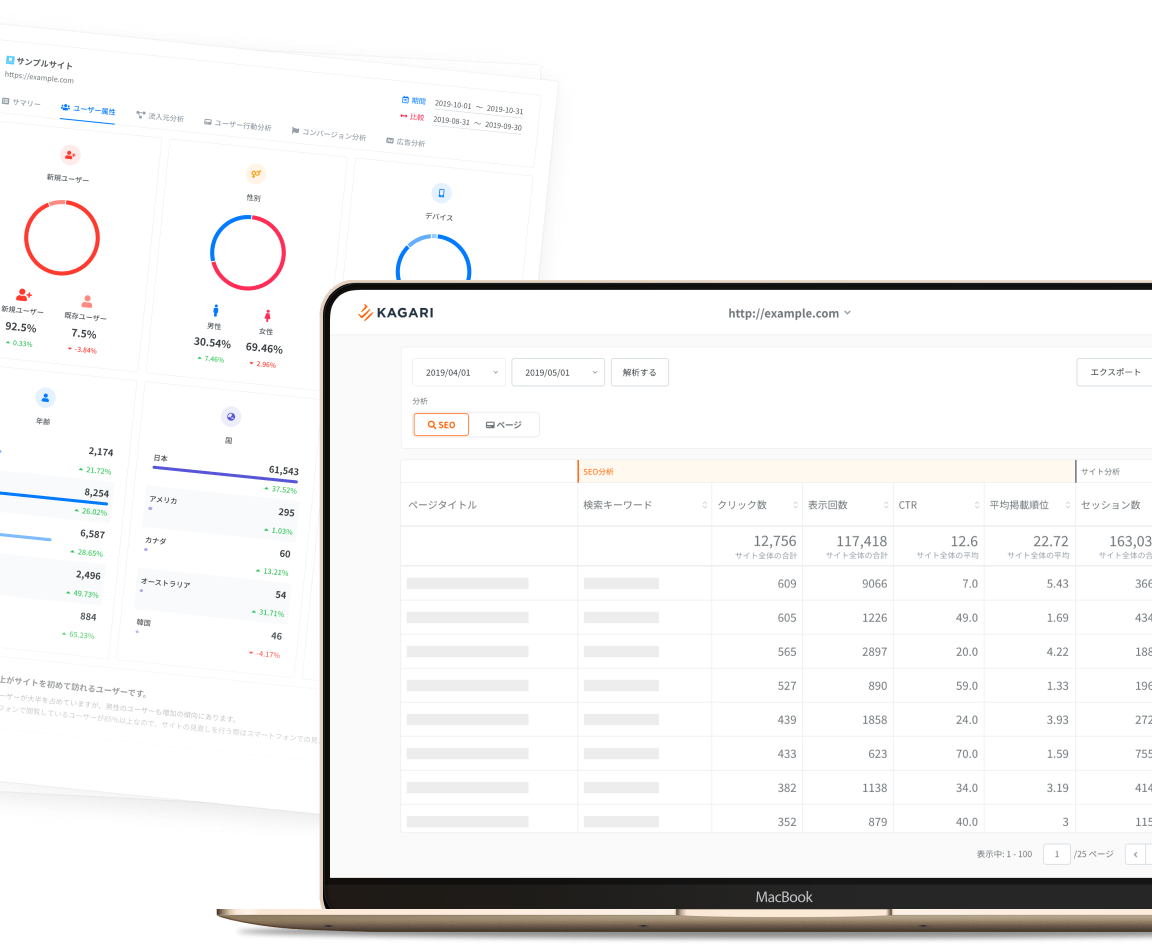 サンプルサイト
https://example.com
期間 2019-10-01 ～ 2019-10-31
比較 2019-08-31 ～ 2019-09-30
サマリー ユーザー属性 流入元分析 ユーザー行動分析 コンバージョン分析 広告分析
新規ユーザー
新規ユーザー 既存ユーザー
92.5% 7.5%
0.33% -3.84%
性別
男性 女性
30.54% 69.46%
7.46% 2.96%
デバイス
年齢
2,174
21.72%
8,254
26.02%
6,587
28.65%
2,496
49.73%
884
65.23%
国
日本 61,543
37.52%
アメリカ 295
1.03%
カナダ 60
13.21%
オーストラリア 54
31.71%
韓国 46
-4.17%
上がサイトを初めて訪れるユーザーです。
ーザーが大半を占めていますが、男性のユーザーも増加の傾向にあります。
フォンで閲覧しているユーザーが85%以上なので、サイトの見直しを行う際はスマートフォンでの見
KAGARI
http://example.com
2019/04/01 2019/05/01 解析する エクスポート
分析
SEO ページ
SEO分析 サイト分析
ページタイトル 検索キーワード クリック数 表示回数 CTR 平均掲載順位 セッション数
12,756 117,418 12.6 22.72 163,03
サイト全体の合計 サイト全体の合計 サイト全体の平均 サイト全体の平均 サイト全体の合
609 9066 7.0 5.43 366
605 1226 49.0 1.69 434
565 2897 20.0 4.22 188
527 890 59.0 1.33 196
439 1858 24.0 3.93 272
433 623 70.0 1.59 755
382 1138 34.0 3.19 414
352 879 40.0 3 115
表示中: 1 - 100 1 /25 ページ
MacBook